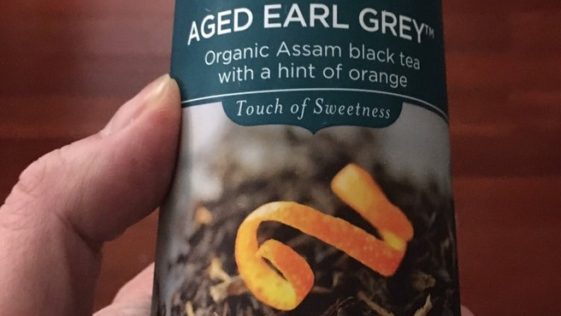 AGED EARL GREY™
Organic Assam black tea
with a hint of orange
Touch of Sweetness